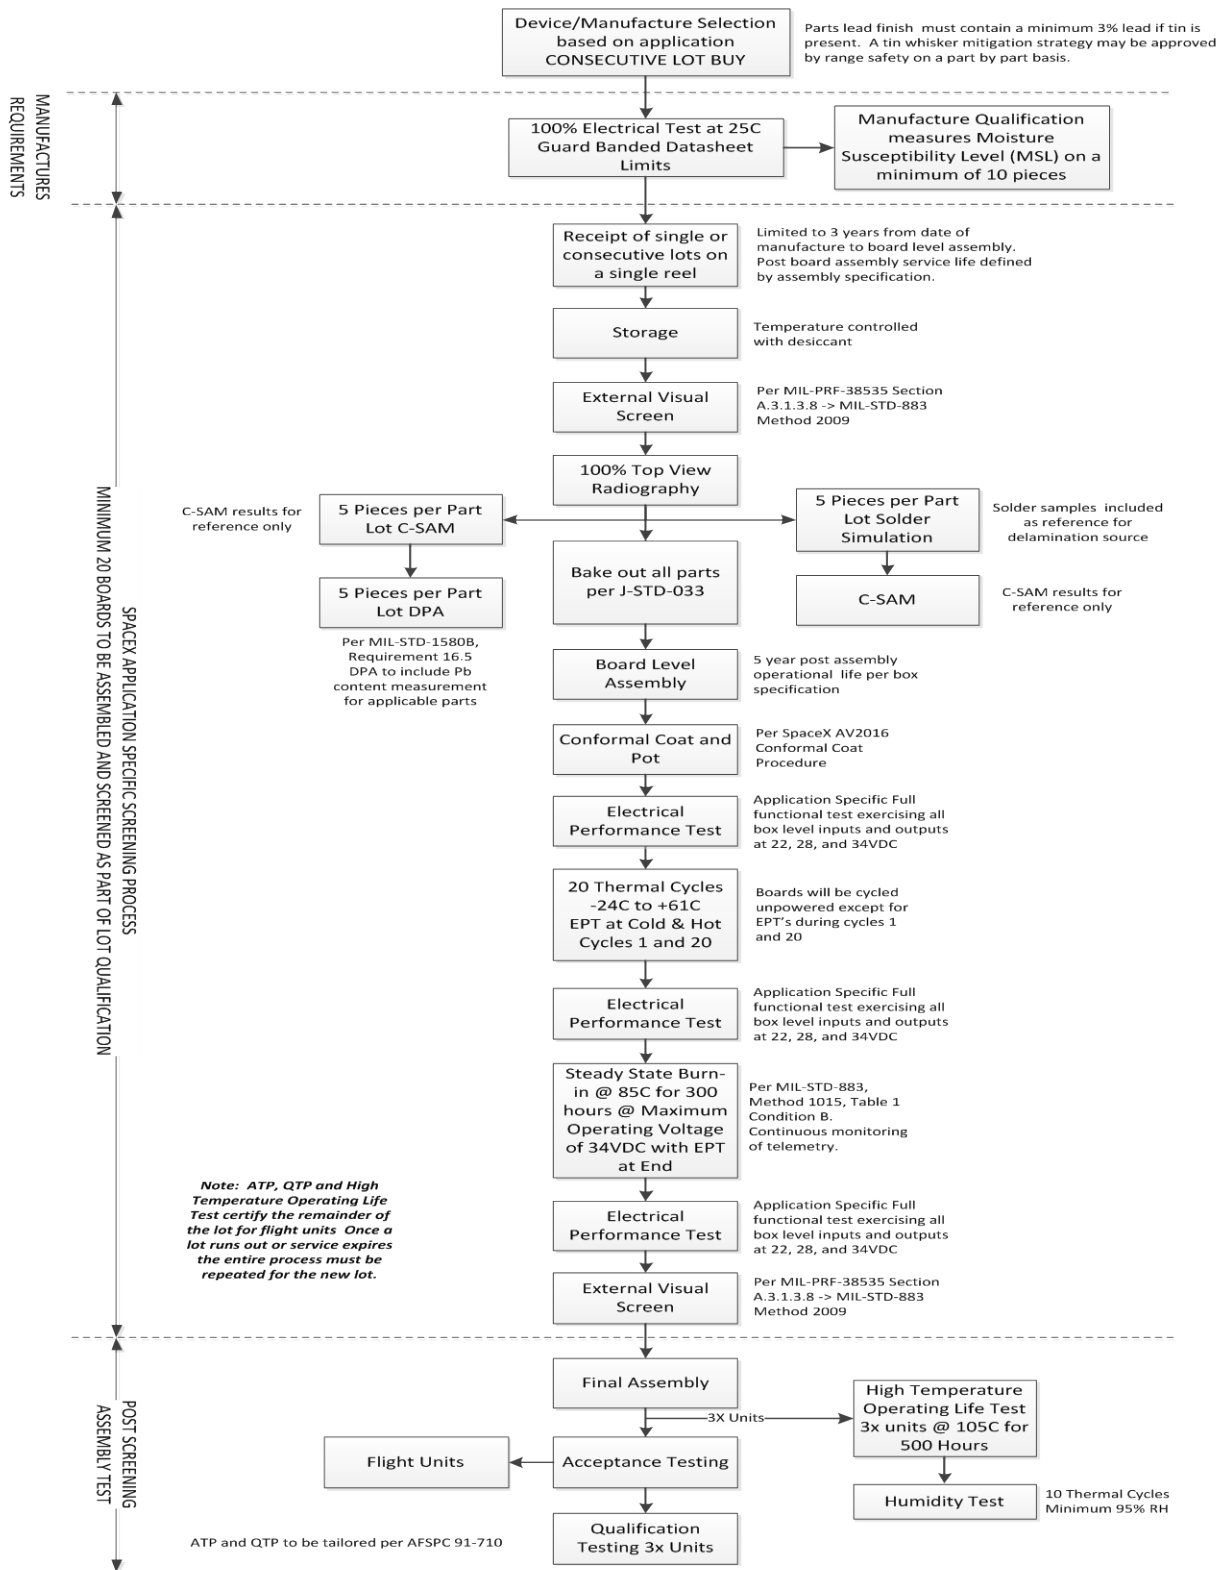 Device/Manufacture Selection
based on application
CONSECUTIVE LOT BUY
Parts lead finish must contain a minimum 3% lead if tin is
present. A tin whisker mitigation strategy may be approved
by range safety on a part by part basis.
MANUFACTURES
REQUIREMENTS
100% Electrical Test at 25C
Guard Banded Datasheet
Limits
Manufacture Qualification
measures Moisture
Susceptibility Level (MSL) on a
minimum of 10 pieces
SPACEX APPLICATION SPECIFIC SCREENING PROCESS
MINIMUM 20 BOARDS TO BE ASSEMBLED AND SCREENED AS PART OF LOT QUALIFICATION
Receipt of single or
consecutive lots on
a single reel
Limited to 3 years from date of
manufacture to board level assembly.
Post board assembly service life defined
by assembly specification.
Storage
Temperature controlled
with desiccant
External Visual
Screen
Per MIL-PRF-38535 Section
A.3.1.3.8 -> MIL-STD-883
Method 2009
100% Top View
Radiography
C-SAM results for
reference only
5 Pieces per Part
Lot C-SAM
5 Pieces per Part
Lot Solder
Simulation
Solder samples included
as reference for
delamination source
5 Pieces per Part
Lot DPA
Per MIL-STD-1580B,
Requirement 16.5
DPA to include Pb
content measurement
for applicable parts
Bake out all parts
per J-STD-033
C-SAM
C-SAM results for
reference only
Board Level
Assembly
5 year post assembly
operational life per box
specification
Conformal Coat and
Pot
Per SpaceX AV2016
Conformal Coat
Procedure
Electrical
Performance Test
Application Specific Full
functional test exercising all
box level inputs and outputs
at 22, 28, and 34VDC
20 Thermal Cycles
-24C to +61C
EPT at Cold & Hot
Cycles 1 and 20
Boards will be cycled
unpowered except for
EPT's during cycles 1
and 20
Electrical
Performance Test
Application Specific Full
functional test exercising all
box level inputs and outputs
at 22, 28, and 34VDC
Steady State Burn-
in @ 85C for 300
hours @ Maximum
Operating Voltage
of 34VDC with EPT
at End
Per MIL-STD-883,
Method 1015, Table 1
Condition B.
Continuous monitoring
of telemetry.
Note: ATP, QTP and High
Temperature Operating Life
Test certify the remainder of
the lot for flight units Once a
lot runs out or service expires
the entire process must be
repeated for the new lot.
Electrical
Performance Test
Application Specific Full
functional test exercising all
box level inputs and outputs
at 22, 28, and 34VDC
External Visual
Screen
Per MIL-PRF-38535 Section
A.3.1.3.8 -> MIL-STD-883
Method 2009
POST SCREENING
ASSEMBLY TEST
Final Assembly
3X Units
High Temperature
Operating Life Test
3x units @ 105C for
500 Hours
Flight Units
Acceptance Testing
Humidity Test
10 Thermal Cycles
Minimum 95% RH
ATP and QTP to be tailored per AFSPC 91-710
Qualification
Testing 3x Units